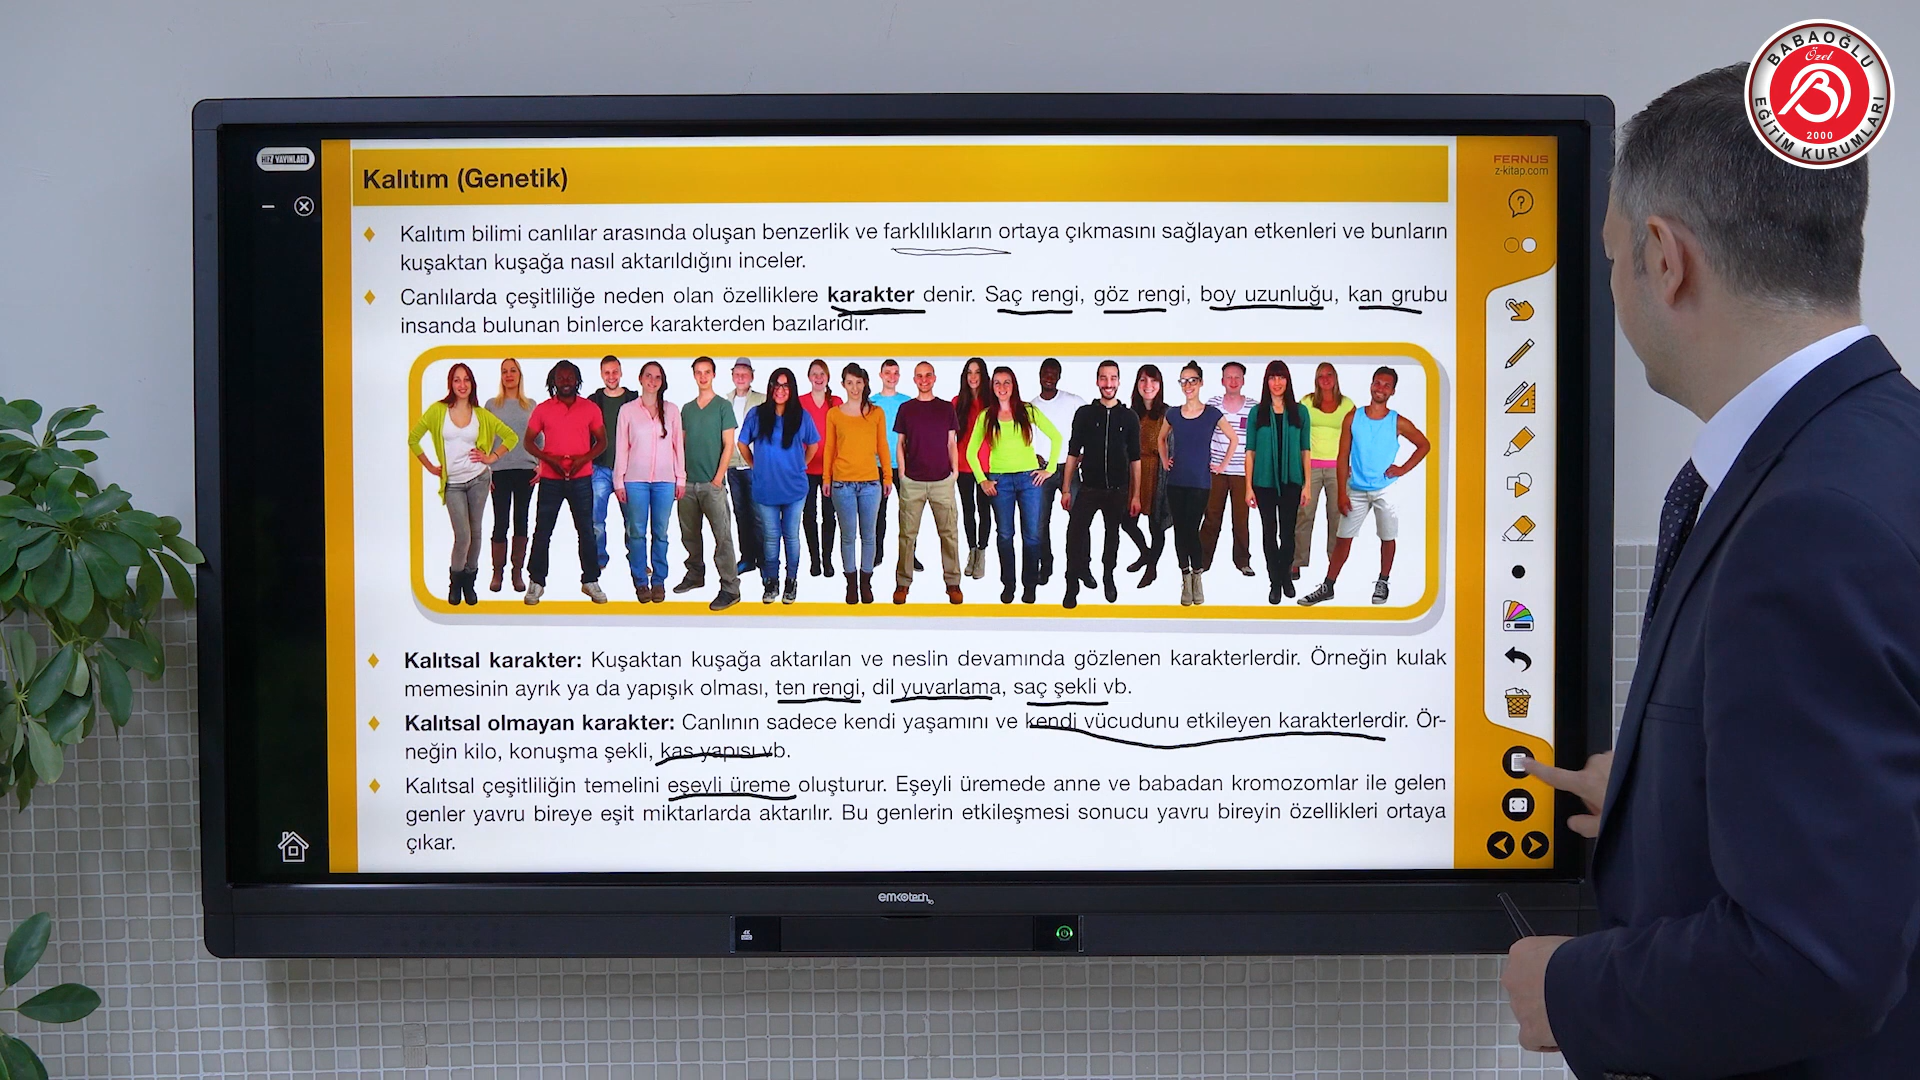 BABAOĞLU
Özel
B
2000
EĞİTİM KURUMLARI
HIZ YAYINLARI
FERNUS
z-kitap.com
Kalıtım (Genetik)
Kalıtım bilimi canlılar arasında oluşan benzerlik ve farklılıkların ortaya çıkmasını sağlayan etkenleri ve bunların
kuşaktan kuşağa nasıl aktarıldığını inceler.
Canlılarda çeşitliliğe neden olan özelliklere karakter denir. Saç rengi, göz rengi, boy uzunluğu, kan grubu
insanda bulunan binlerce karakterden bazılarıdır.
Kalıtsal karakter: Kuşaktan kuşağa aktarılan ve neslin devamında gözlenen karakterlerdir. Örneğin kulak
memesinin ayrık ya da yapışık olması, ten rengi, dil yuvarlama, saç şekli vb.
Kalıtsal olmayan karakter: Canlının sadece kendi yaşamını ve kendi vücudunu etkileyen karakterlerdir. Ör-
neğin kilo, konuşma şekli, kas yapısı vb.
Kalıtsal çeşitliliğin temelini eşeyli üreme oluşturur. Eşeyli üremede anne ve babadan kromozomlar ile gelen
genler yavru bireye eşit miktarlarda aktarılır. Bu genlerin etkileşmesi sonucu yavru bireyin özellikleri ortaya
çıkar.
emkotech
4K